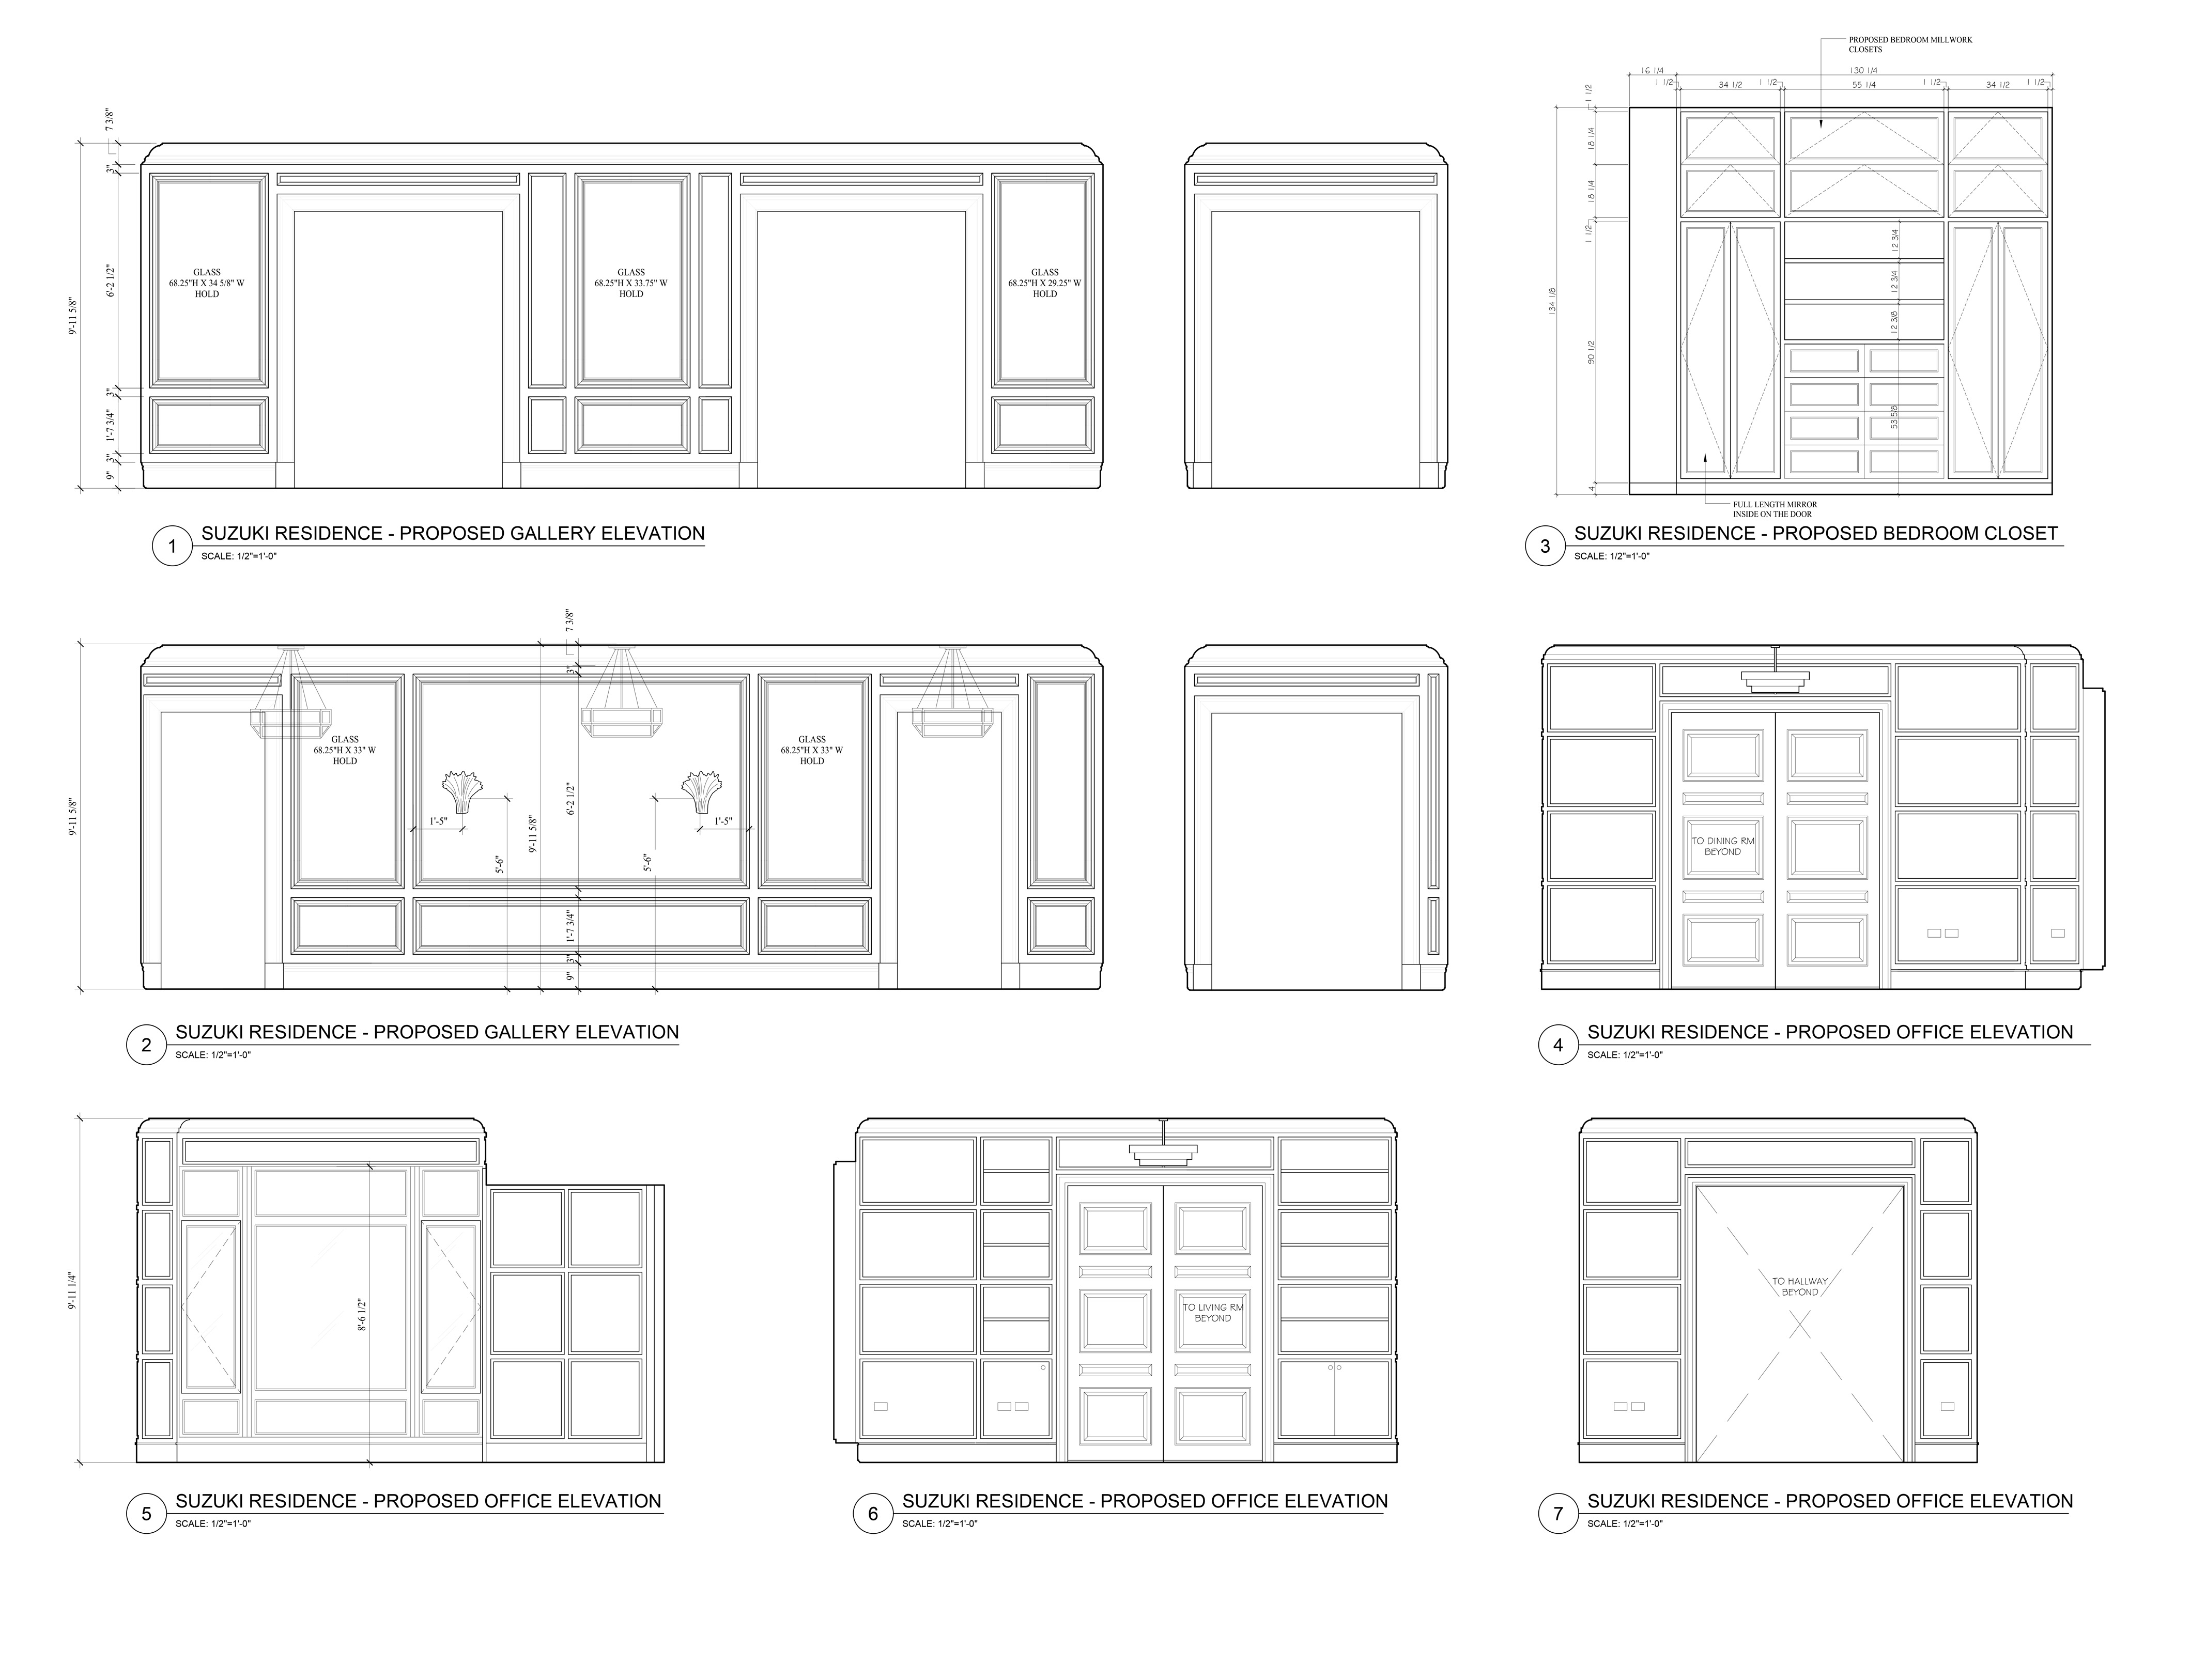 PROPOSED BEDROOM MILLWORK
CLOSETS
7 3/8"
3"
6'-2 1/2"
9'-11 5/8"
3"
1'-7 3/4"
3"
9"
GLASS
68.25"H X 34 5/8" W
HOLD
GLASS
68.25"H X 33.75" W
HOLD
GLASS
68.25"H X 29.25" W
HOLD
1 SUZUKI RESIDENCE - PROPOSED GALLERY ELEVATION
SCALE: 1/2"=1'-0"
16 1/4
130 1/4
1 1/2
34 1/2
1 1/2
55 1/4
1 1/2
34 1/2
1 1/2
1 1/2
18 1/4
18 1/4
1 1/2
134 1/8
90 1/2
4
12 3/4
12 3/4
12 3/8
53 5/8
FULL LENGTH MIRROR
INSIDE ON THE DOOR
3 SUZUKI RESIDENCE - PROPOSED BEDROOM CLOSET
SCALE: 1/2"=1'-0"
7 3/8"
3"
9'-11 5/8"
GLASS
68.25"H X 33" W
HOLD
GLASS
68.25"H X 33" W
HOLD
1'-5"
1'-5"
5'-6"
9'-11 5/8"
6'-2 1/2"
5'-6"
1'-7 3/4"
3"
9"
2 SUZUKI RESIDENCE - PROPOSED GALLERY ELEVATION
SCALE: 1/2"=1'-0"
TO DINING RM
BEYOND
4 SUZUKI RESIDENCE - PROPOSED OFFICE ELEVATION
SCALE: 1/2"=1'-0"
9'-11 1/4"
8'-6 1/2"
5 SUZUKI RESIDENCE - PROPOSED OFFICE ELEVATION
SCALE: 1/2"=1'-0"
TO LIVING RM
BEYOND
6 SUZUKI RESIDENCE - PROPOSED OFFICE ELEVATION
SCALE: 1/2"=1'-0"
TO HALLWAY
BEYOND
7 SUZUKI RESIDENCE - PROPOSED OFFICE ELEVATION
SCALE: 1/2"=1'-0"